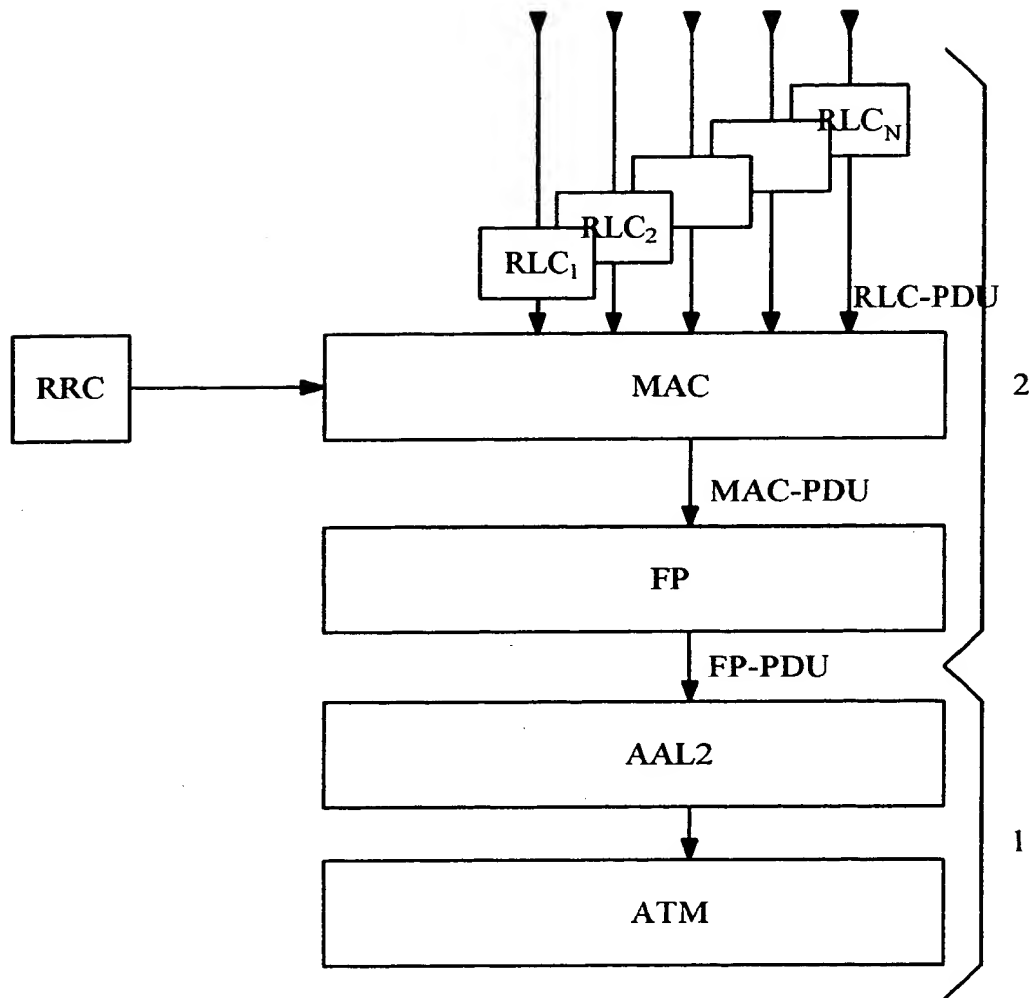 RLC_N
RLC_2
RLC_1
RLC-PDU
RRC
MAC
2
MAC-PDU
FP
FP-PDU
AAL2
1
ATM